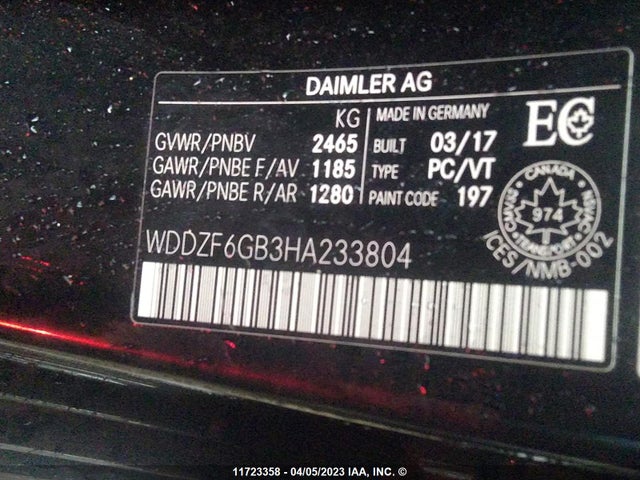 DAIMLER AG
KG
GVWR/PNBV 2465
GAWR/PNBE F/AV 1185
GAWR/PNBE R/AR 1280
MADE IN GERMANY
BUILT 03/17
TYPE PC/VT
PAINT CODE 197
EC
CANADA
974
TRANSPORT
ICES/NMB-002
WDDZF6GB3HA233804
11723358 - 04/05/2023 IAA, INC. ©